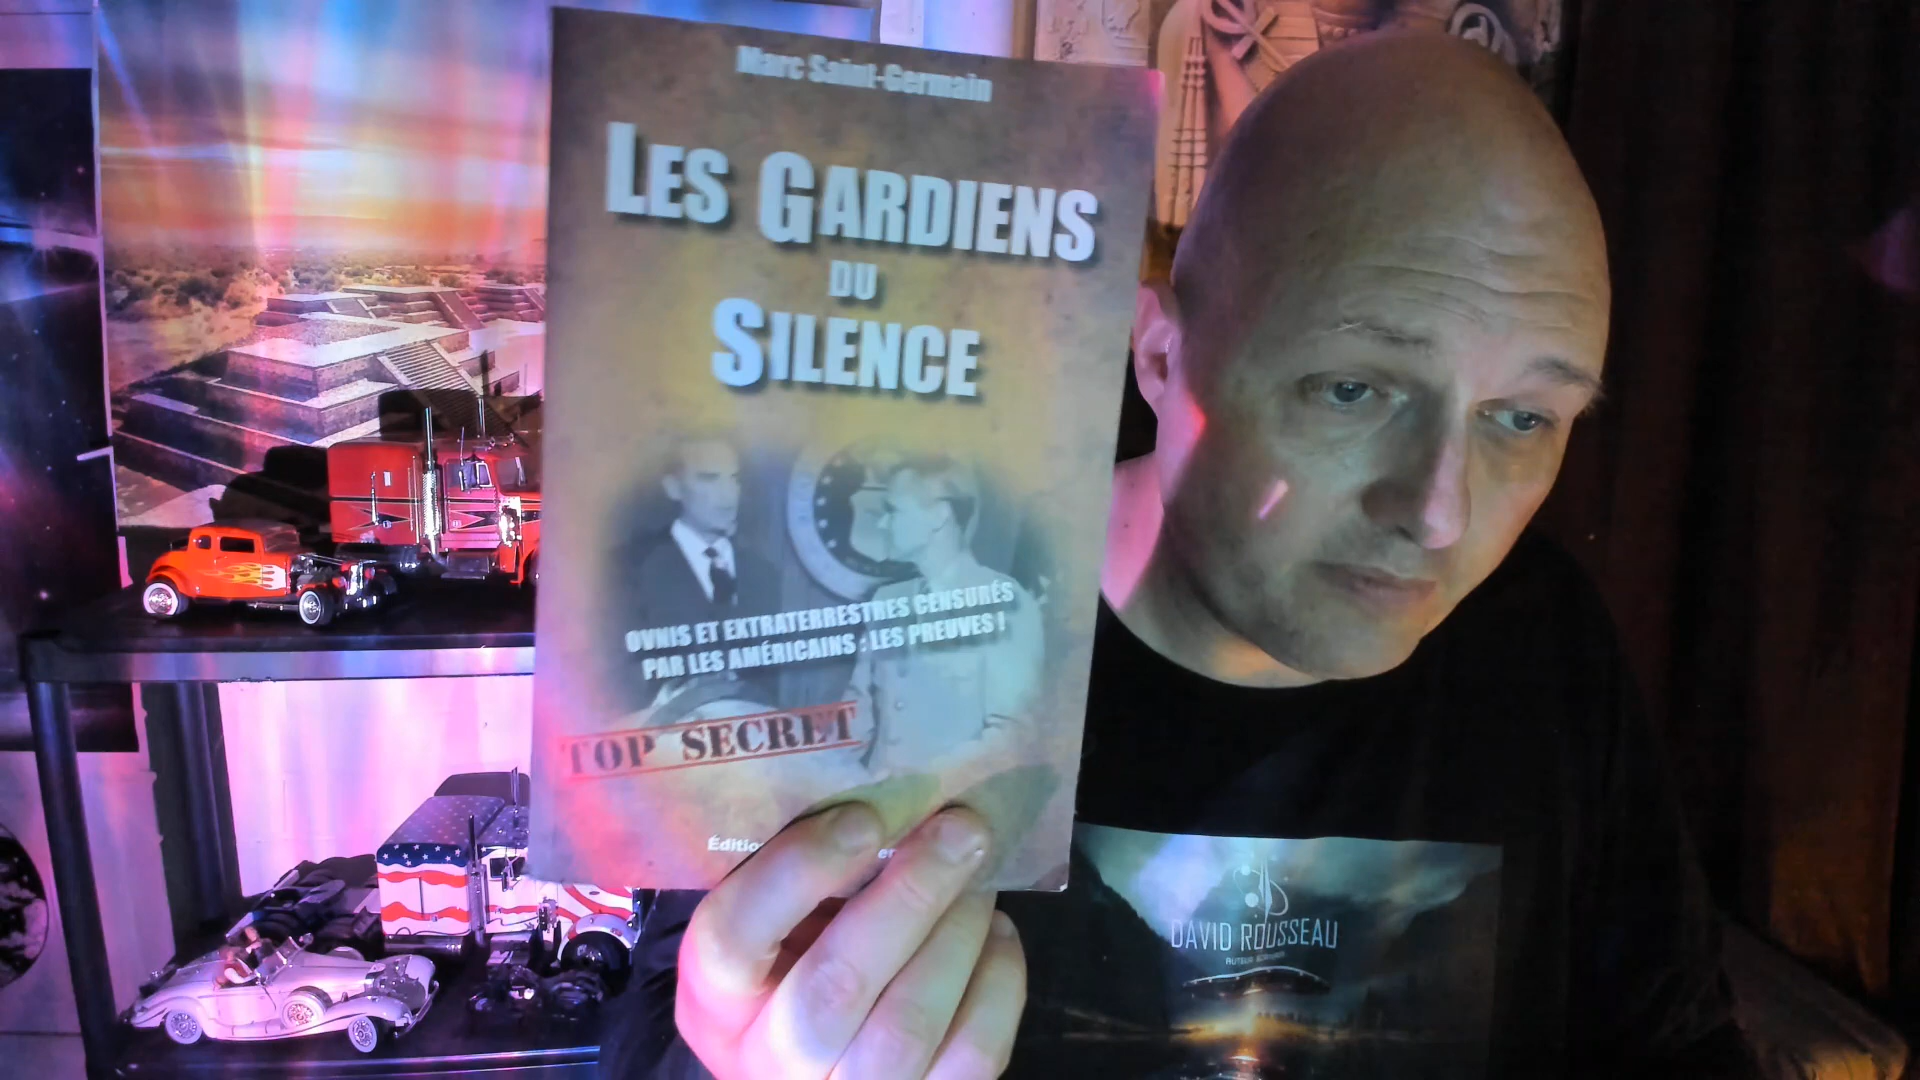 Marc Saint-Germain
LES GARDIENS
DU
SILENCE
OVNIS ET EXTRATERRESTRES CENSURÉS
PAR LES AMÉRICAINS : LES PREUVES !
TOP SECRET
DAVID ROUSSEAU